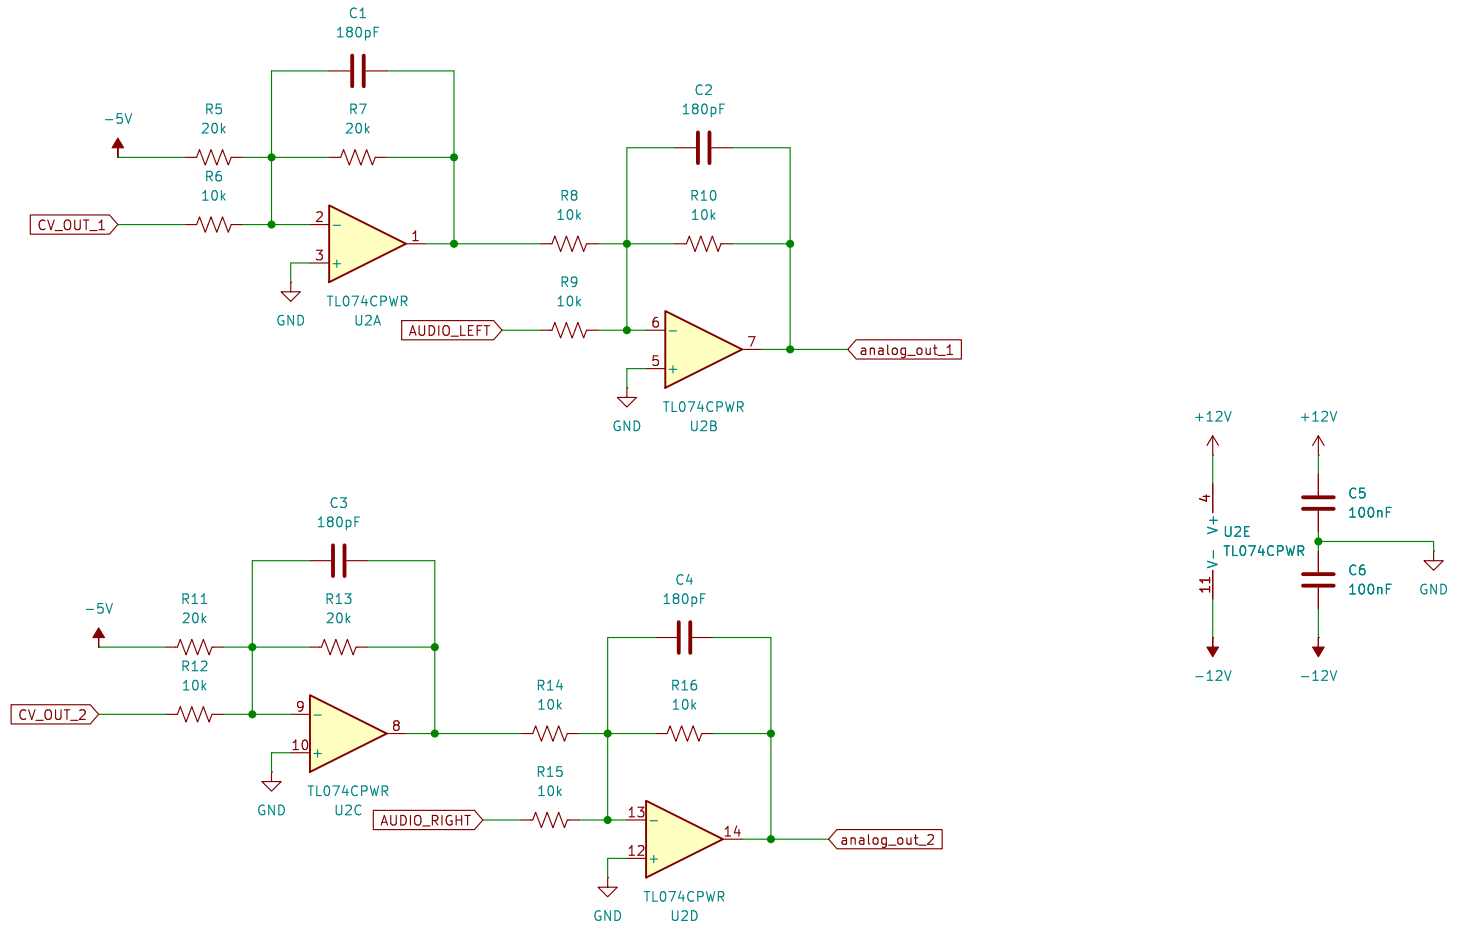 C1
180pF
-5V
R5
20k
R7
20k
R6
10k
CV_OUT_1
2
3
1
-
+
GND
TL074CPWR
U2A
C2
180pF
R8
10k
R10
10k
R9
10k
AUDIO_LEFT
6
5
7
-
+
GND
TL074CPWR
U2B
analog_out_1
C3
180pF
-5V
R11
20k
R13
20k
R12
10k
CV_OUT_2
9
10
8
-
+
GND
TL074CPWR
U2C
C4
180pF
R14
10k
R16
10k
R15
10k
AUDIO_RIGHT
13
12
14
-
+
GND
TL074CPWR
U2D
analog_out_2
+12V
4
V+
U2E
TL074CPWR
V-
11
-12V
+12V
C5
100nF
C6
100nF
GND
-12V